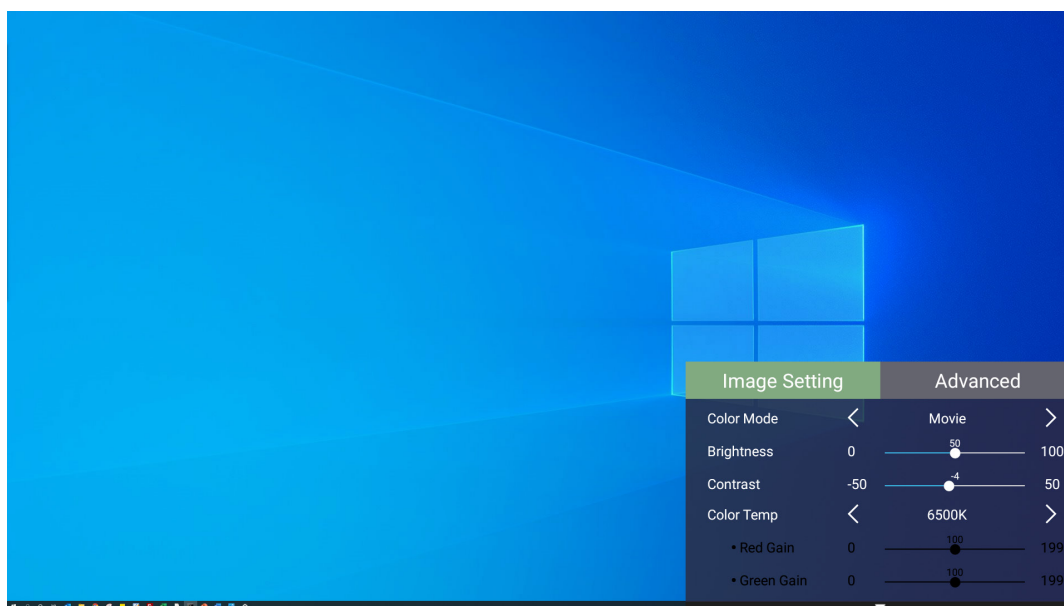 Image Setting Advanced
Color Mode Movie
50
Brightness 0 100
-4
Contrast -50 50
Color Temp 6500K
100
• Red Gain 0 199
100
• Green Gain 0 199